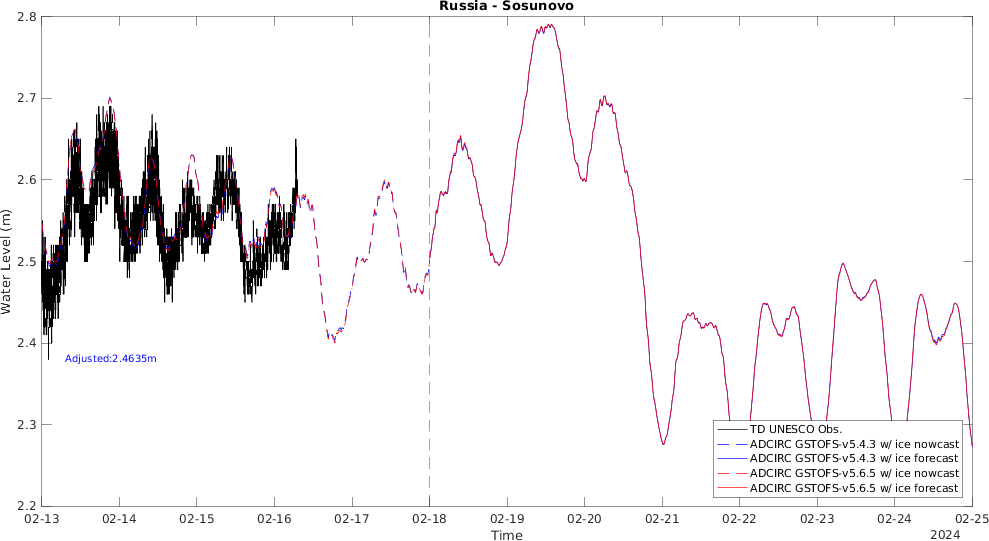 Russia - Sosunovo
2.8
2.7
2.6
2.5
2.4
2.3
2.2
Water Level (m)
Adjusted:2.4635m
TD UNESCO Obs.
ADCIRC GSTOFS-v5.4.3 w/ ice nowcast
ADCIRC GSTOFS-v5.4.3 w/ ice forecast
ADCIRC GSTOFS-v5.6.5 w/ ice nowcast
ADCIRC GSTOFS-v5.6.5 w/ ice forecast
02-13 02-14 02-15 02-16 02-17 02-18 02-19 02-20 02-21 02-22 02-23 02-24 02-25
Time
2024